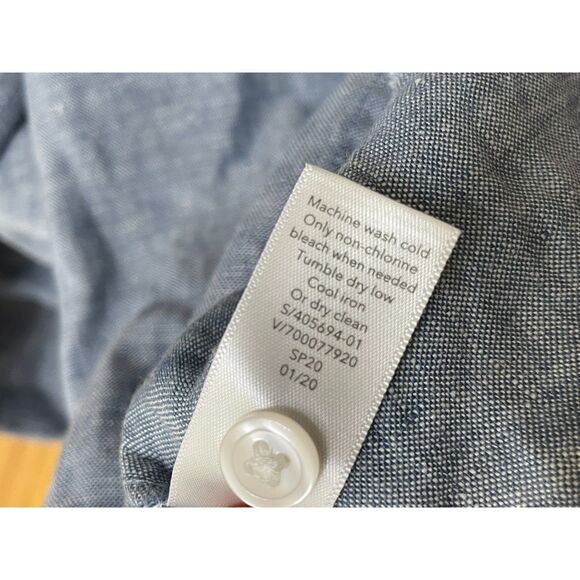 Machine wash cold
Only non-chlorine
bleach when needed
Tumble dry low
Cool iron
Or dry clean
S/405694-01
V/700077920
SP20
01/20